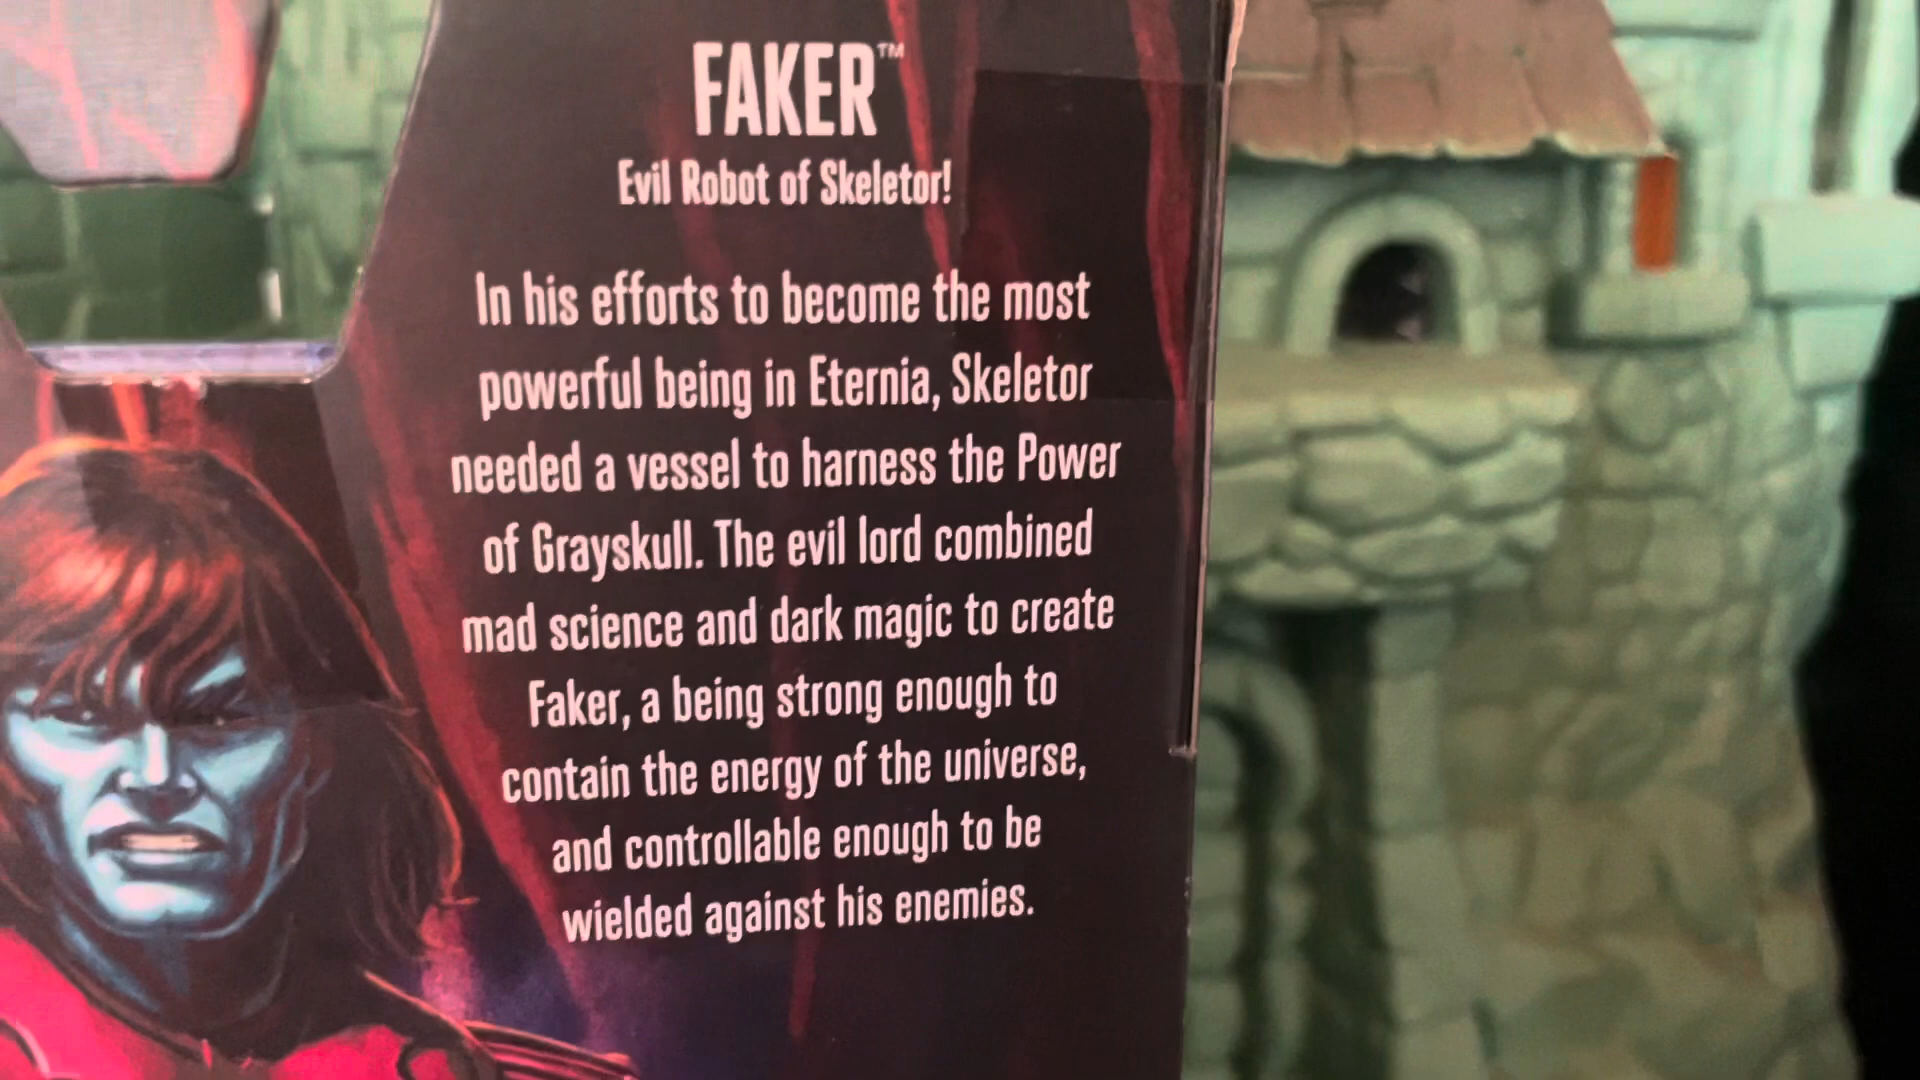 FAKER™
Evil Robot of Skeletor!
In his efforts to become the most
powerful being in Eternia, Skeletor
needed a vessel to harness the Power
of Grayskull. The evil lord combined
mad science and dark magic to create
Faker, a being strong enough to
contain the energy of the universe,
and controllable enough to be
wielded against his enemies.